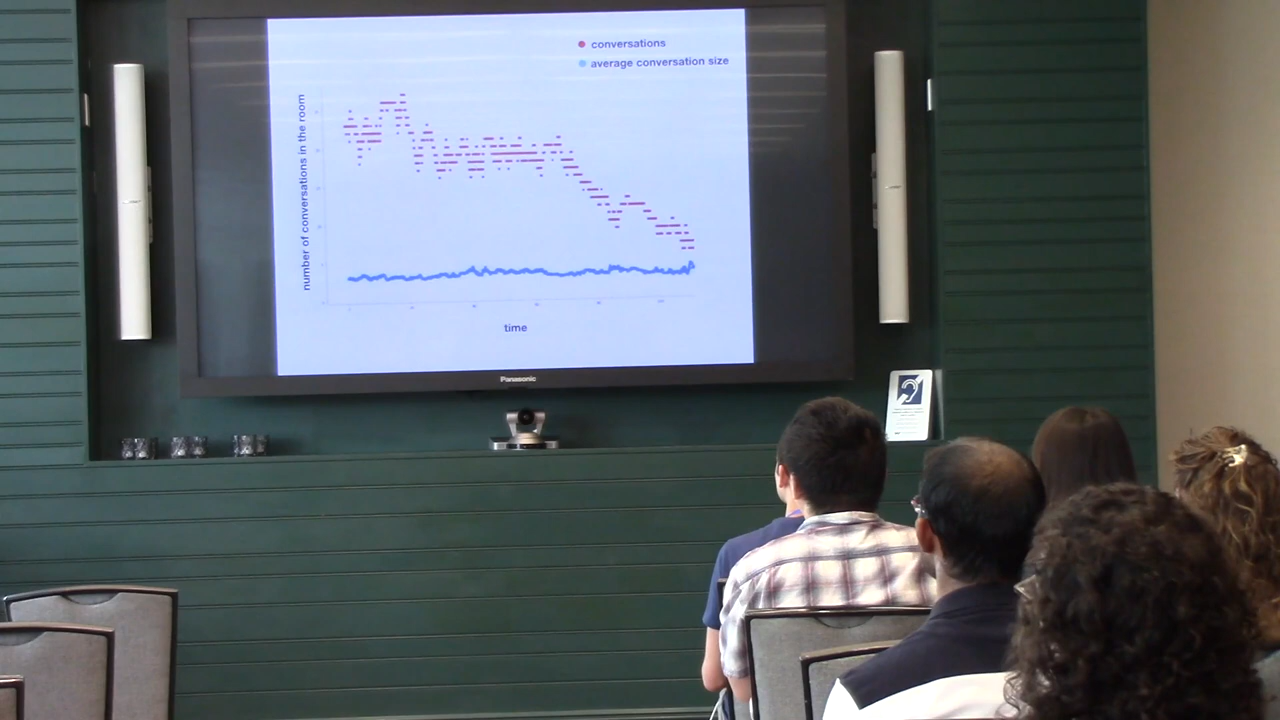 conversations
average conversation size
number of conversations in the room
time
Panasonic